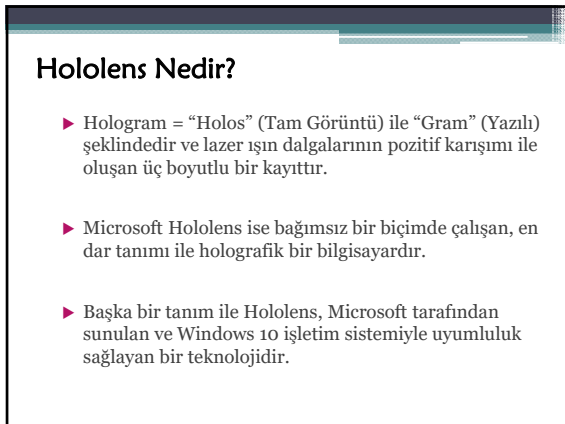 Hololens Nedir?
▶ Hologram = “Holos” (Tam Görüntü) ile “Gram” (Yazılı)
şeklindedir ve lazer ışın dalgalarının pozitif karışımı ile
oluşan üç boyutlu bir kayıttır.
▶ Microsoft Hololens ise bağımsız bir biçimde çalışan, en
dar tanımı ile holografik bir bilgisayardır.
▶ Başka bir tanım ile Hololens, Microsoft tarafından
sunulan ve Windows 10 işletim sistemiyle uyumluluk
sağlayan bir teknolojidir.